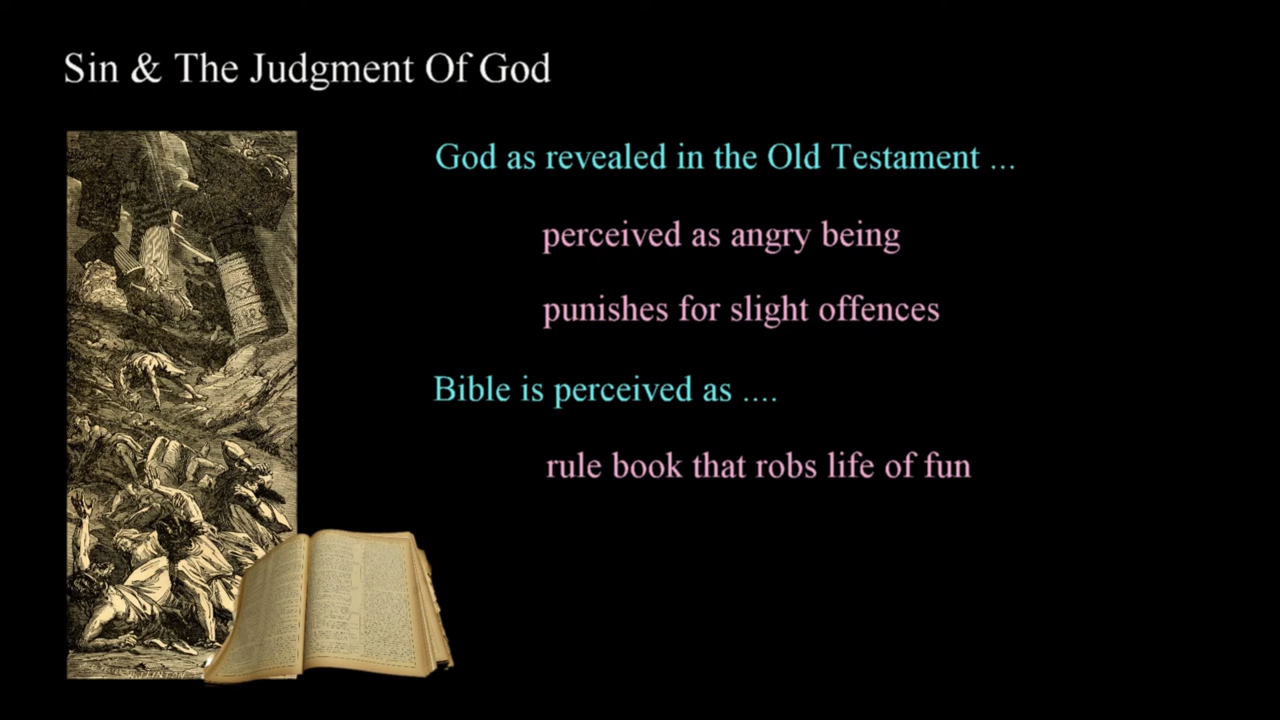 Sin & The Judgment Of God
God as revealed in the Old Testament ...
perceived as angry being
punishes for slight offences
Bible is perceived as ....
rule book that robs life of fun